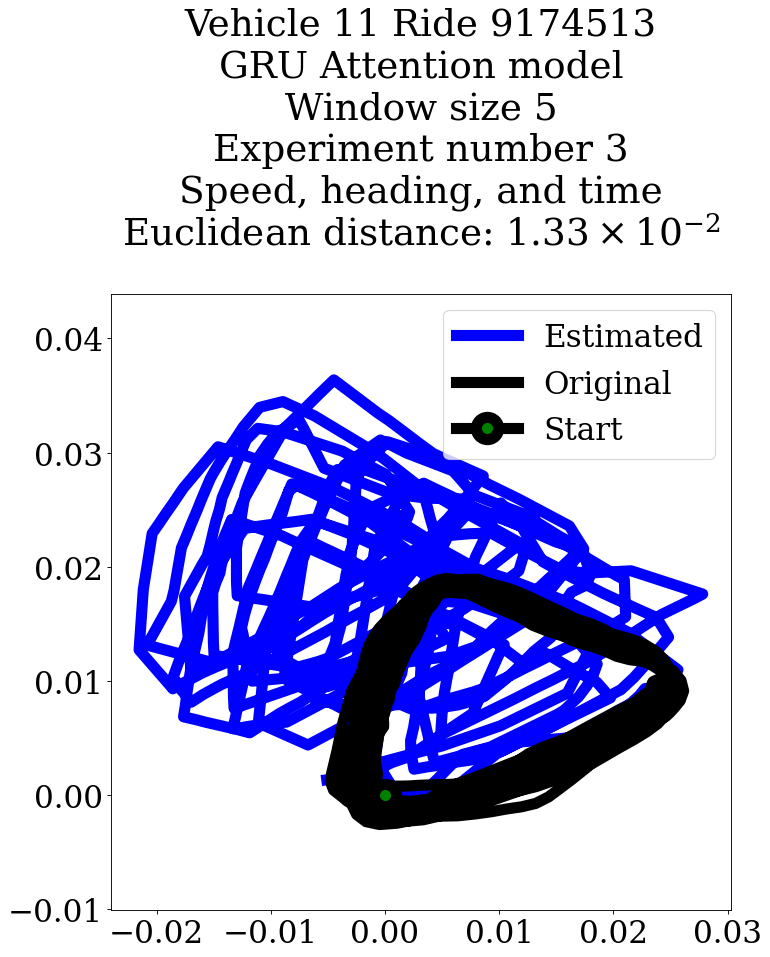 Vehicle 11 Ride 9174513
GRU Attention model
Window size 5
Experiment number 3
Speed, heading, and time
Euclidean distance: 1.33 × 10⁻²
Estimated
Original
Start
0.04
0.03
0.02
0.01
0.00
−0.01
−0.02 −0.01 0.00 0.01 0.02 0.03